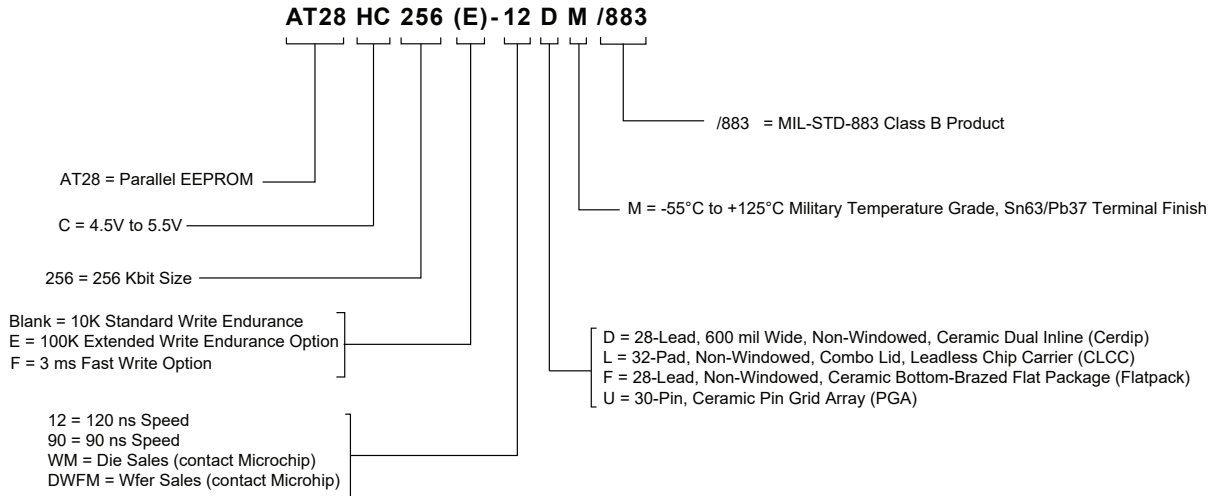 AT28 HC 256 (E)-12 D M /883
/883 = MIL-STD-883 Class B Product
AT28 = Parallel EEPROM
M = -55°C to +125°C Military Temperature Grade, Sn63/Pb37 Terminal Finish
C = 4.5V to 5.5V
256 = 256 Kbit Size
Blank = 10K Standard Write Endurance
E = 100K Extended Write Endurance Option
F = 3 ms Fast Write Option
D = 28-Lead, 600 mil Wide, Non-Windowed, Ceramic Dual Inline (Cerdip)
L = 32-Pad, Non-Windowed, Combo Lid, Leadless Chip Carrier (CLCC)
F = 28-Lead, Non-Windowed, Ceramic Bottom-Brazed Flat Package (Flatpack)
U = 30-Pin, Ceramic Pin Grid Array (PGA)
12 = 120 ns Speed
90 = 90 ns Speed
WM = Die Sales (contact Microchip)
DWFM = Wfer Sales (contact Microhip)